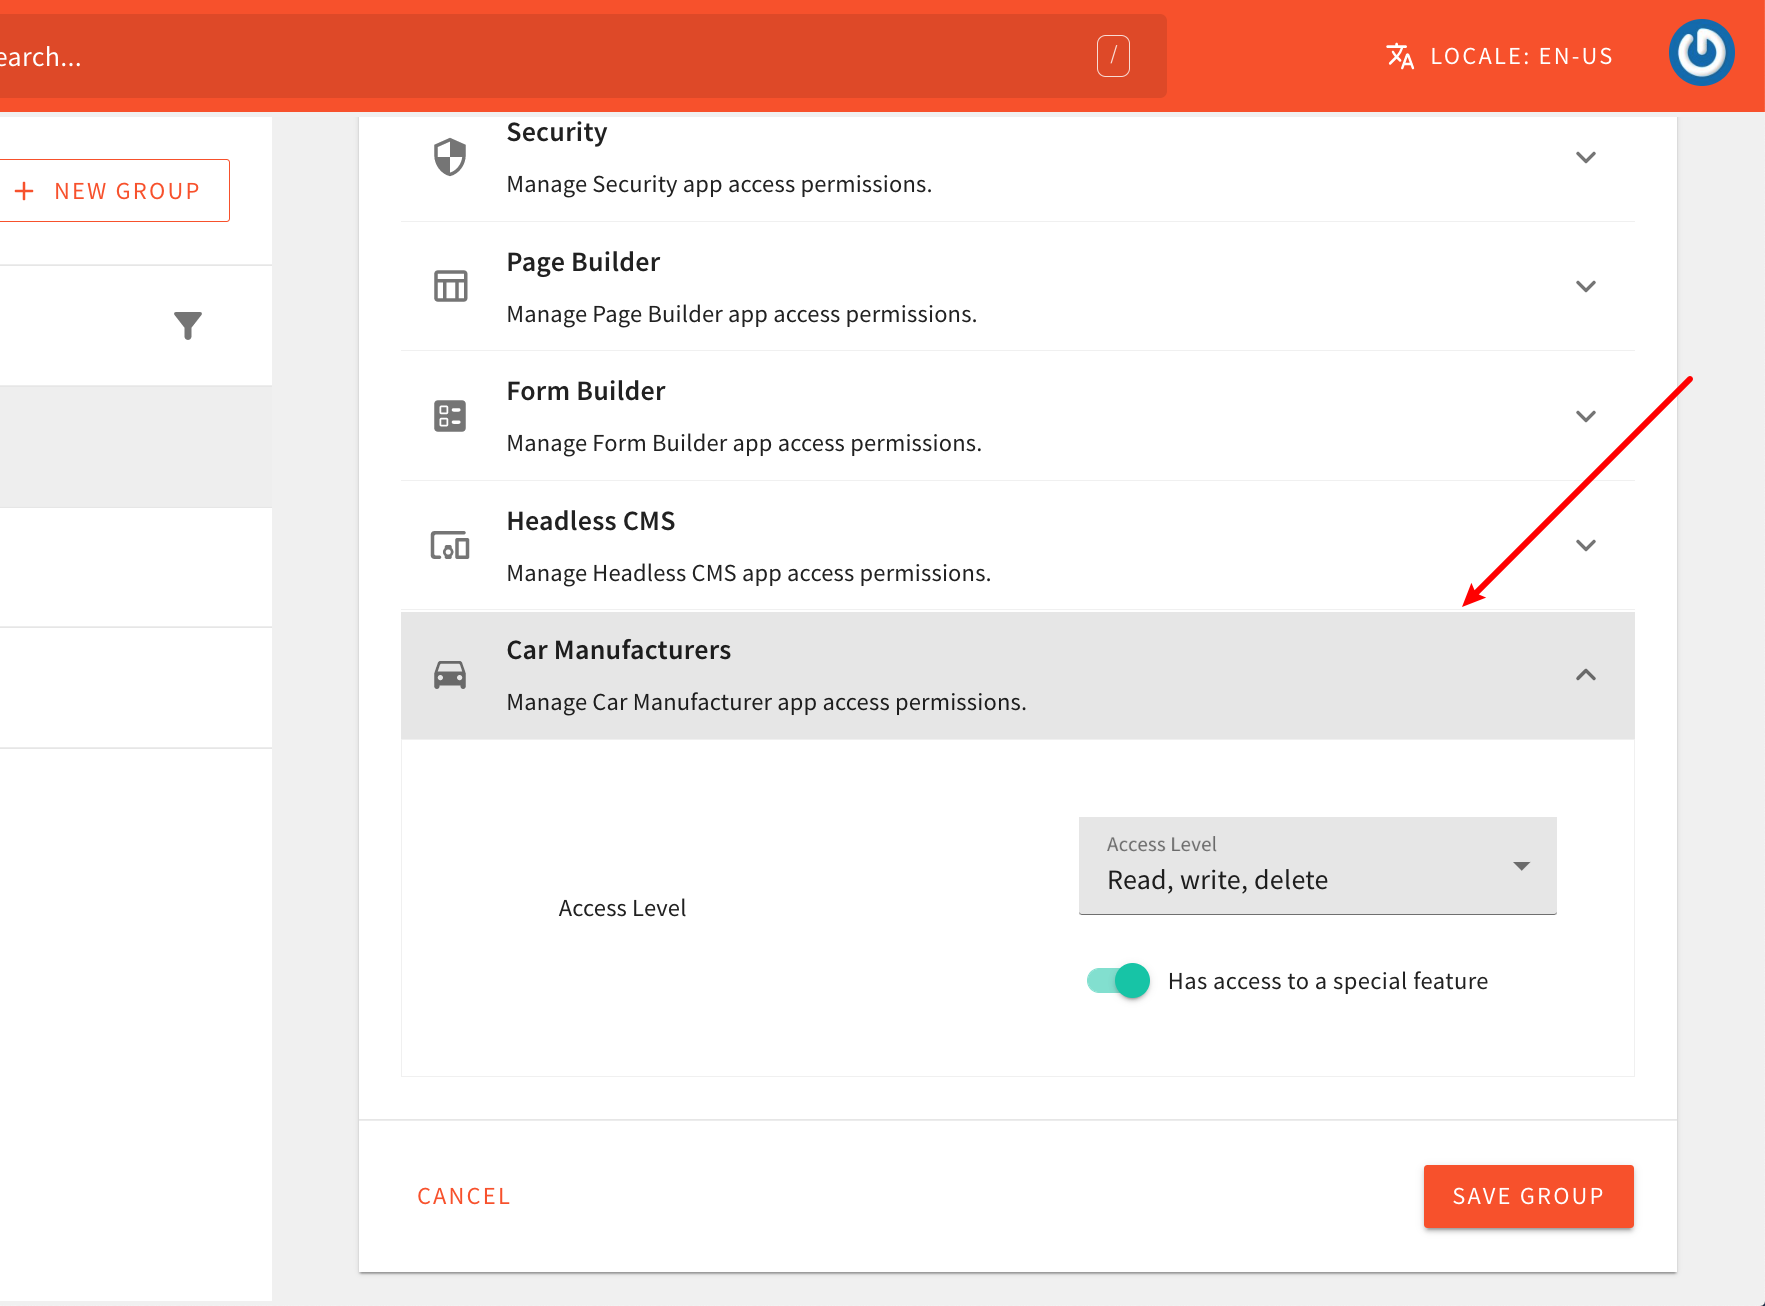 earch...
/
LOCALE: EN-US
+ NEW GROUP
Security
Manage Security app access permissions.
Page Builder
Manage Page Builder app access permissions.
Form Builder
Manage Form Builder app access permissions.
Headless CMS
Manage Headless CMS app access permissions.
Car Manufacturers
Manage Car Manufacturer app access permissions.
Access Level
Access Level
Read, write, delete
Has access to a special feature
CANCEL
SAVE GROUP